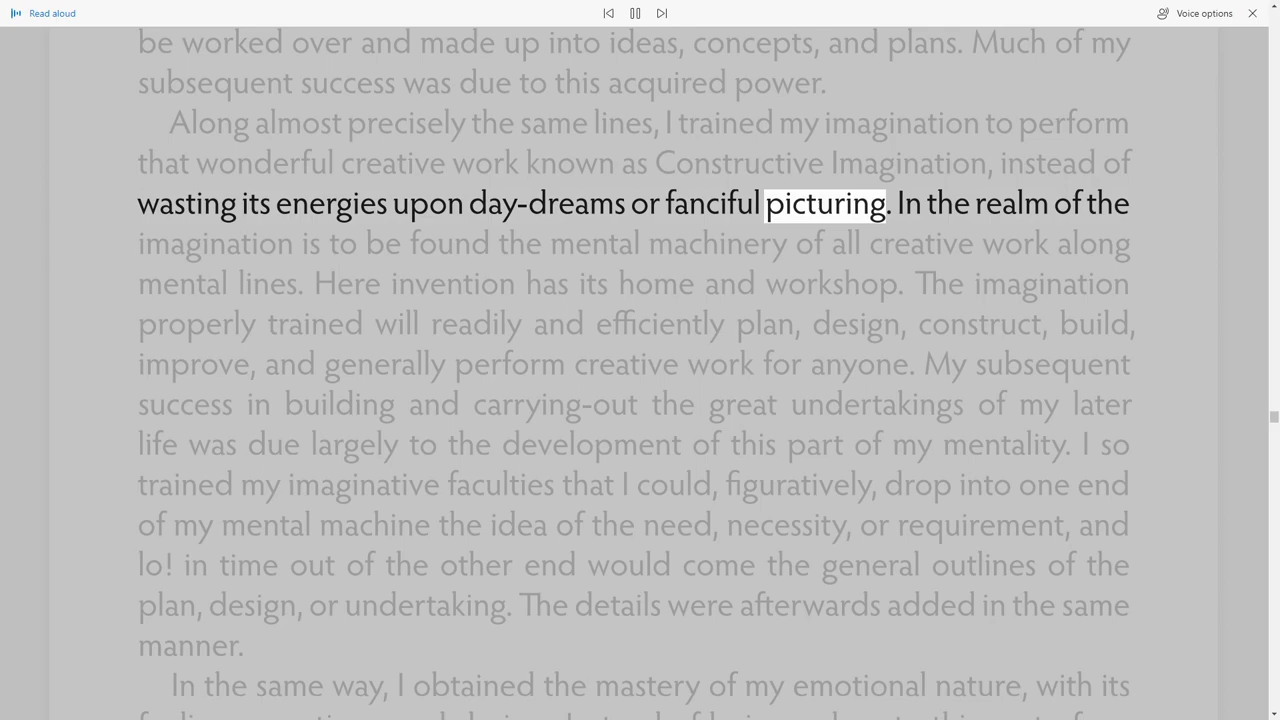 Read aloud
Voice options
be worked over and made up into ideas, concepts, and plans. Much of my
subsequent success was due to this acquired power.
Along almost precisely the same lines, I trained my imagination to perform
that wonderful creative work known as Constructive Imagination, instead of
wasting its energies upon day-dreams or fanciful picturing. In the realm of the
imagination is to be found the mental machinery of all creative work along
mental lines. Here invention has its home and workshop. The imagination
properly trained will readily and efficiently plan, design, construct, build,
improve, and generally perform creative work for anyone. My subsequent
success in building and carrying-out the great undertakings of my later
life was due largely to the development of this part of my mentality. I so
trained my imaginative faculties that I could, figuratively, drop into one end
of my mental machine the idea of the need, necessity, or requirement, and
lo! in time out of the other end would come the general outlines of the
plan, design, or undertaking. The details were afterwards added in the same
manner.
In the same way, I obtained the mastery of my emotional nature, with its